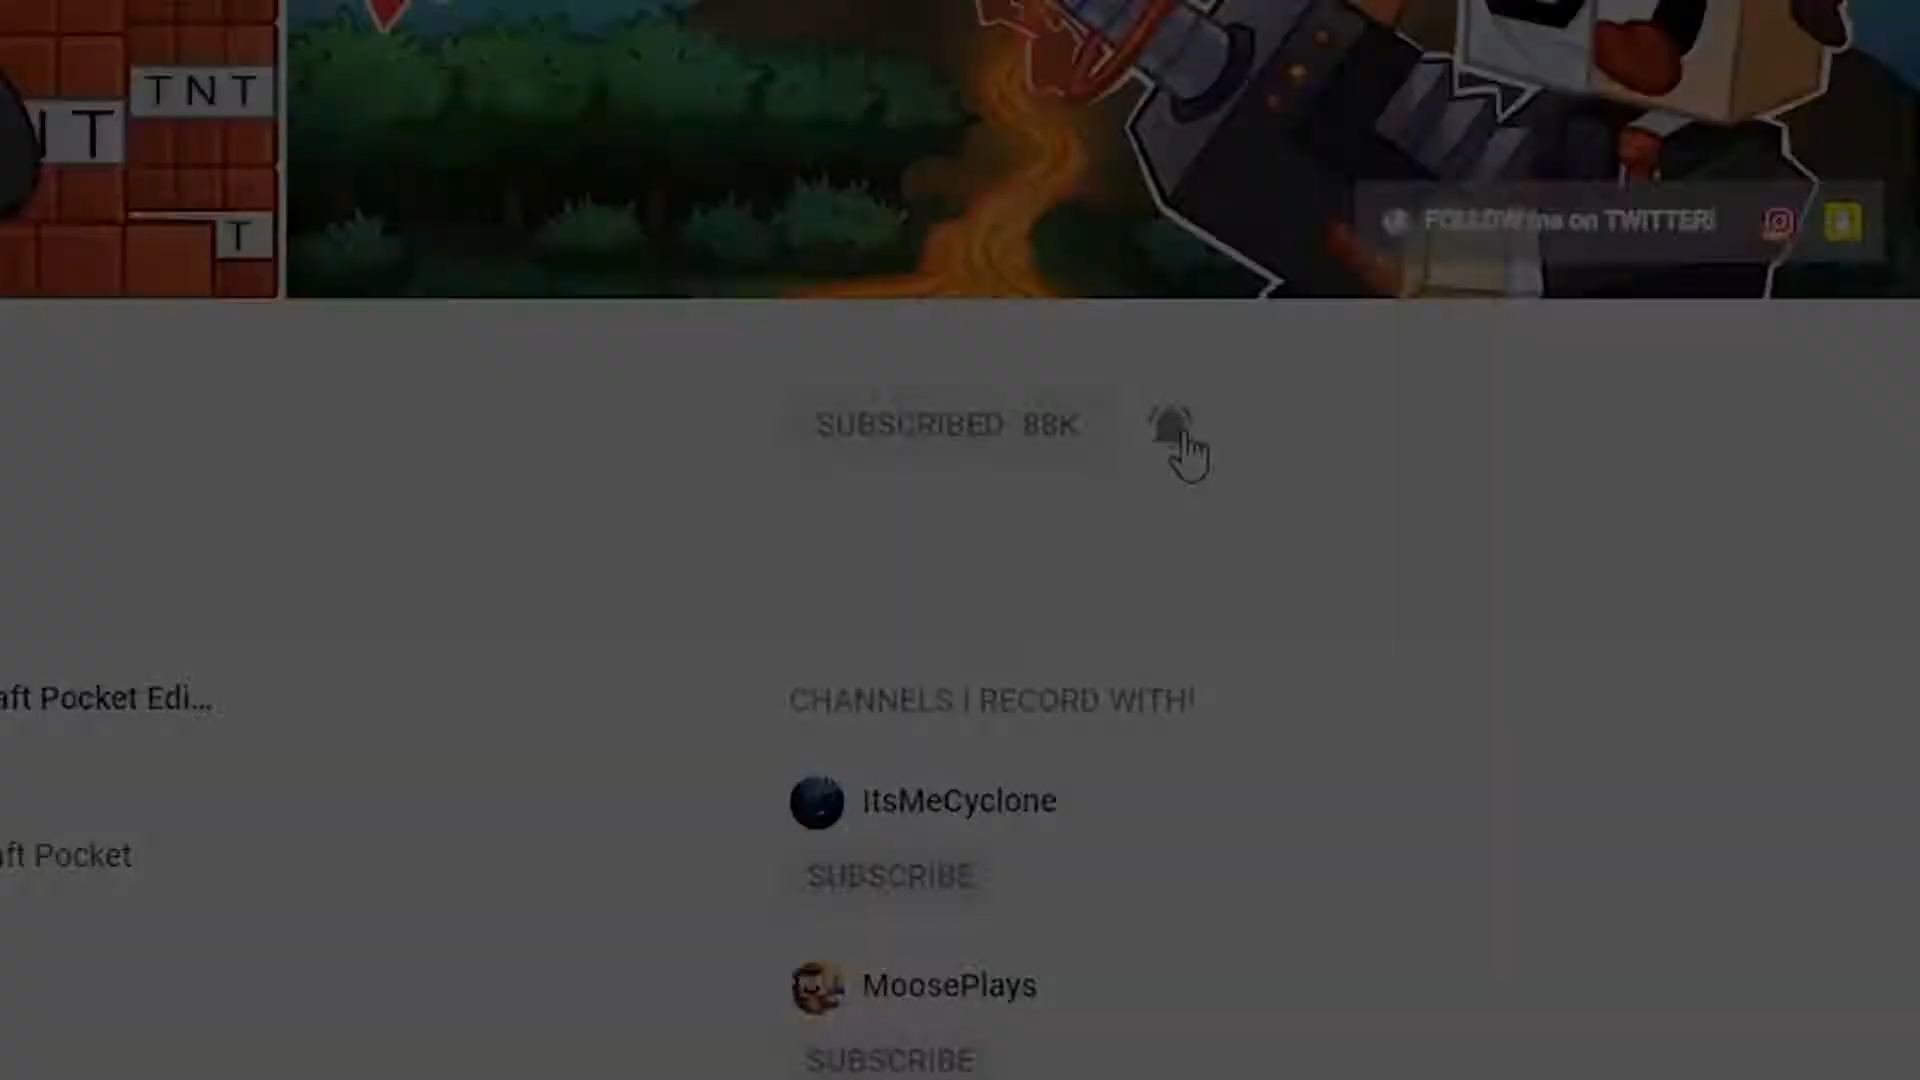 TNT
NT
T
FOLLOW me on TWITTER!
SUBSCRIBED 88K
aft Pocket Edi...
CHANNELS I RECORD WITH!
ItsMeCyclone
aft Pocket
SUBSCRIBE
MoosePlays
SUBSCRIBE